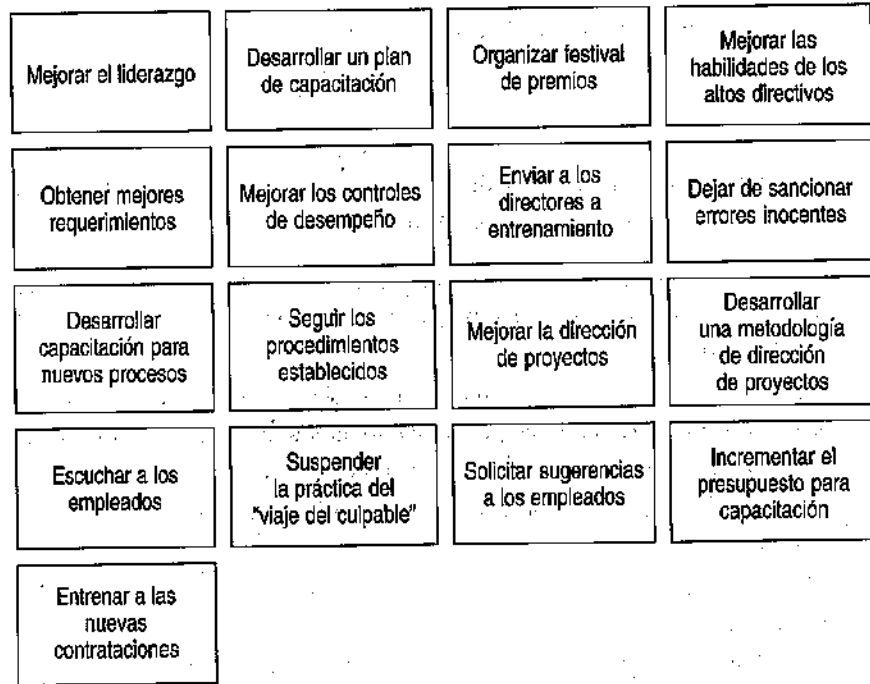 Mejorar el liderazgo
Desarrollar un plan
de capacitación
Organizar festival
de premios
Mejorar las
habilidades de los
altos directivos
Obtener mejores
requerimientos
Mejorar los controles
de desempeño
Enviar a los
directores a
entrenamiento
Dejar de sancionar
errores inocentes
Desarrollar
capacitación para
nuevos procesos
Seguir los
procedimientos
establecidos
Mejorar la dirección
de proyectos
Desarrollar
una metodología
de dirección
de proyectos
Escuchar a los
empleados
Suspender
la práctica del
"viaje del culpable"
Solicitar sugerencias
a los empleados
Incrementar el
presupuesto para
capacitación
Entrenar a las
nuevas
contrataciones